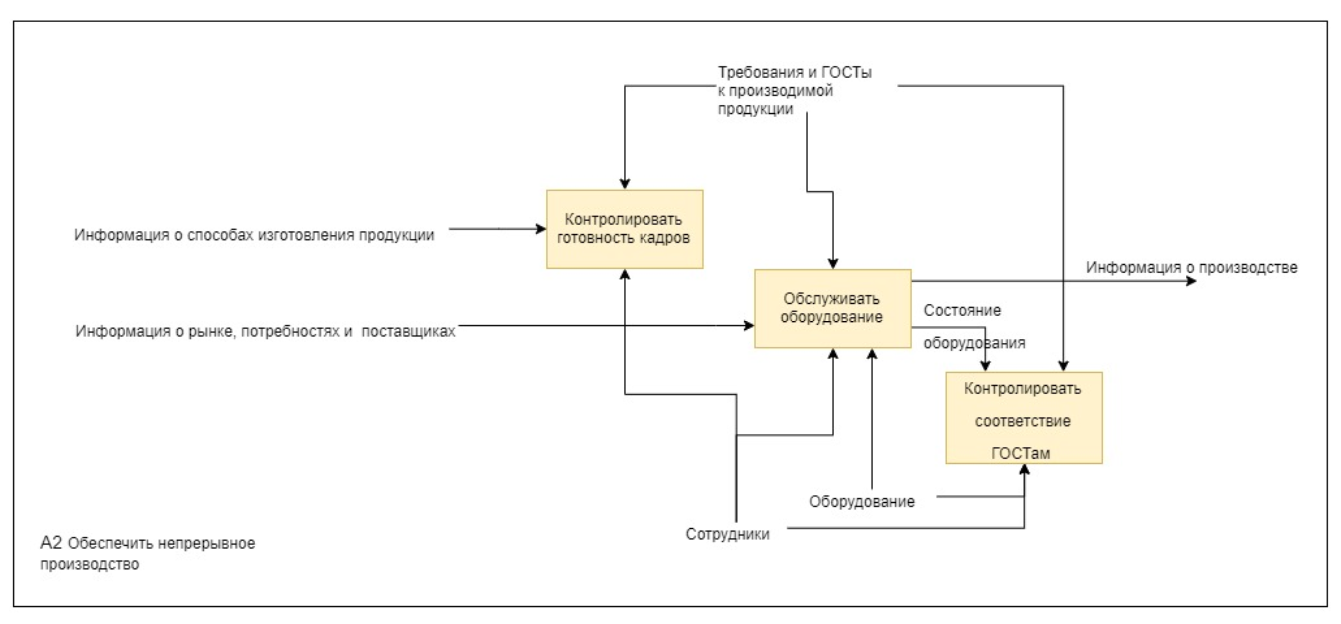 Требования и ГОСТы
к производимой
продукции
Контролировать
готовность кадров
Информация о способах изготовления продукции
Информация о производстве
Обслуживать
оборудование
Состояние
оборудования
Информация о рынке, потребностях и поставщиках
Контролировать
соответствие
ГОСТам
Оборудование
Сотрудники
А2 Обеспечить непрерывное
производство